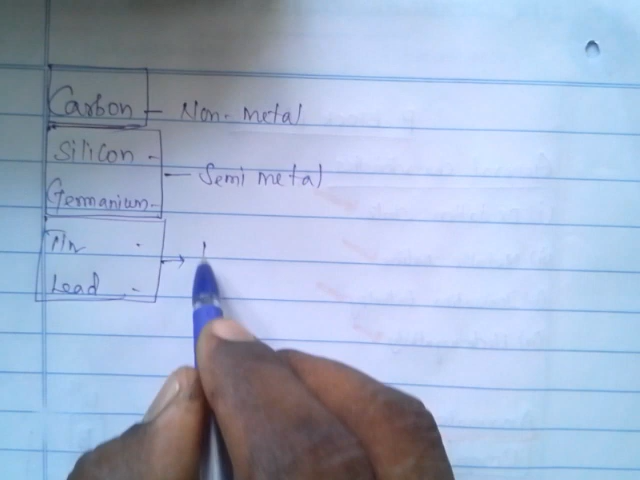 Carbon - Non-metal
Silicon -
- Semi metal
Germanium -
Tin -
→
Lead -